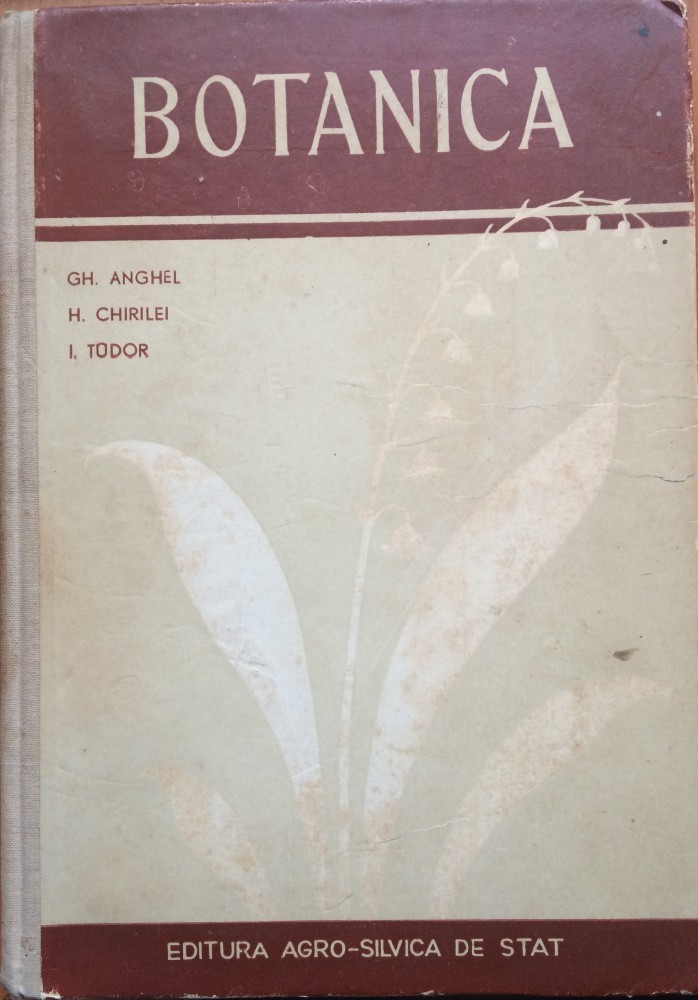 BOTANICA
GH. ANGHEL
H. CHIRILEI
I. TUDOR
EDITURA AGRO-SILVICA DE STAT